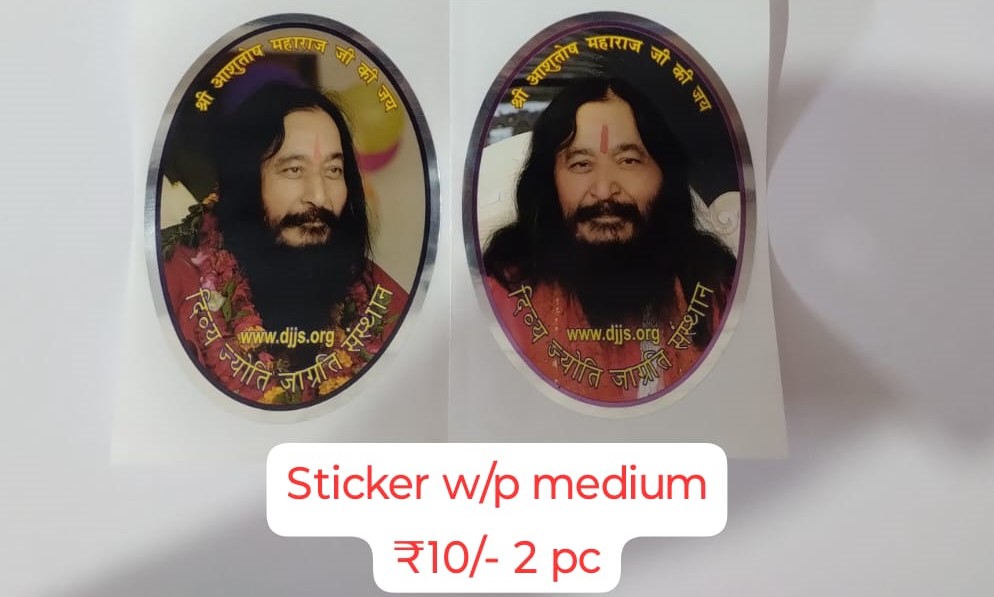 श्री आशुतोष महाराज जी की जय
www.djjs.org
दिव्य ज्योति जाग्रति संस्थान
श्री आशुतोष महाराज जी की जय
www.djjs.org
दिव्य ज्योति जाग्रति संस्थान
Sticker w/p medium
₹10/- 2 pc